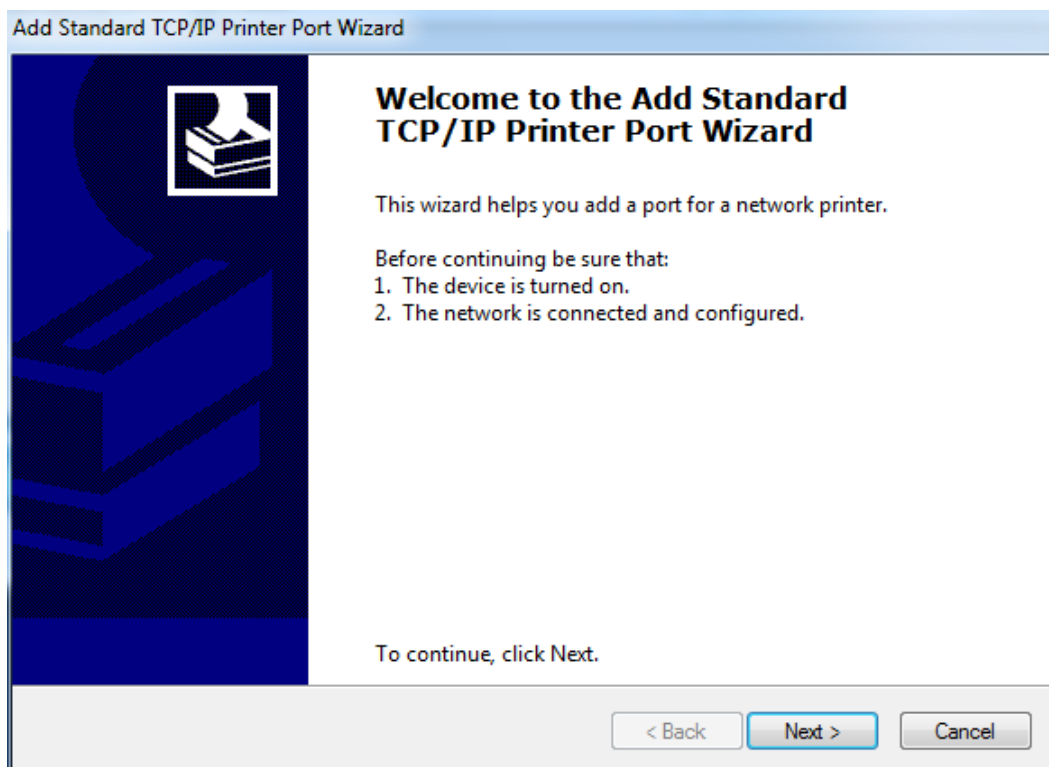 Add Standard TCP/IP Printer Port Wizard
Welcome to the Add Standard
TCP/IP Printer Port Wizard
This wizard helps you add a port for a network printer.
Before continuing be sure that:
1. The device is turned on.
2. The network is connected and configured.
To continue, click Next.
< Back
Next >
Cancel